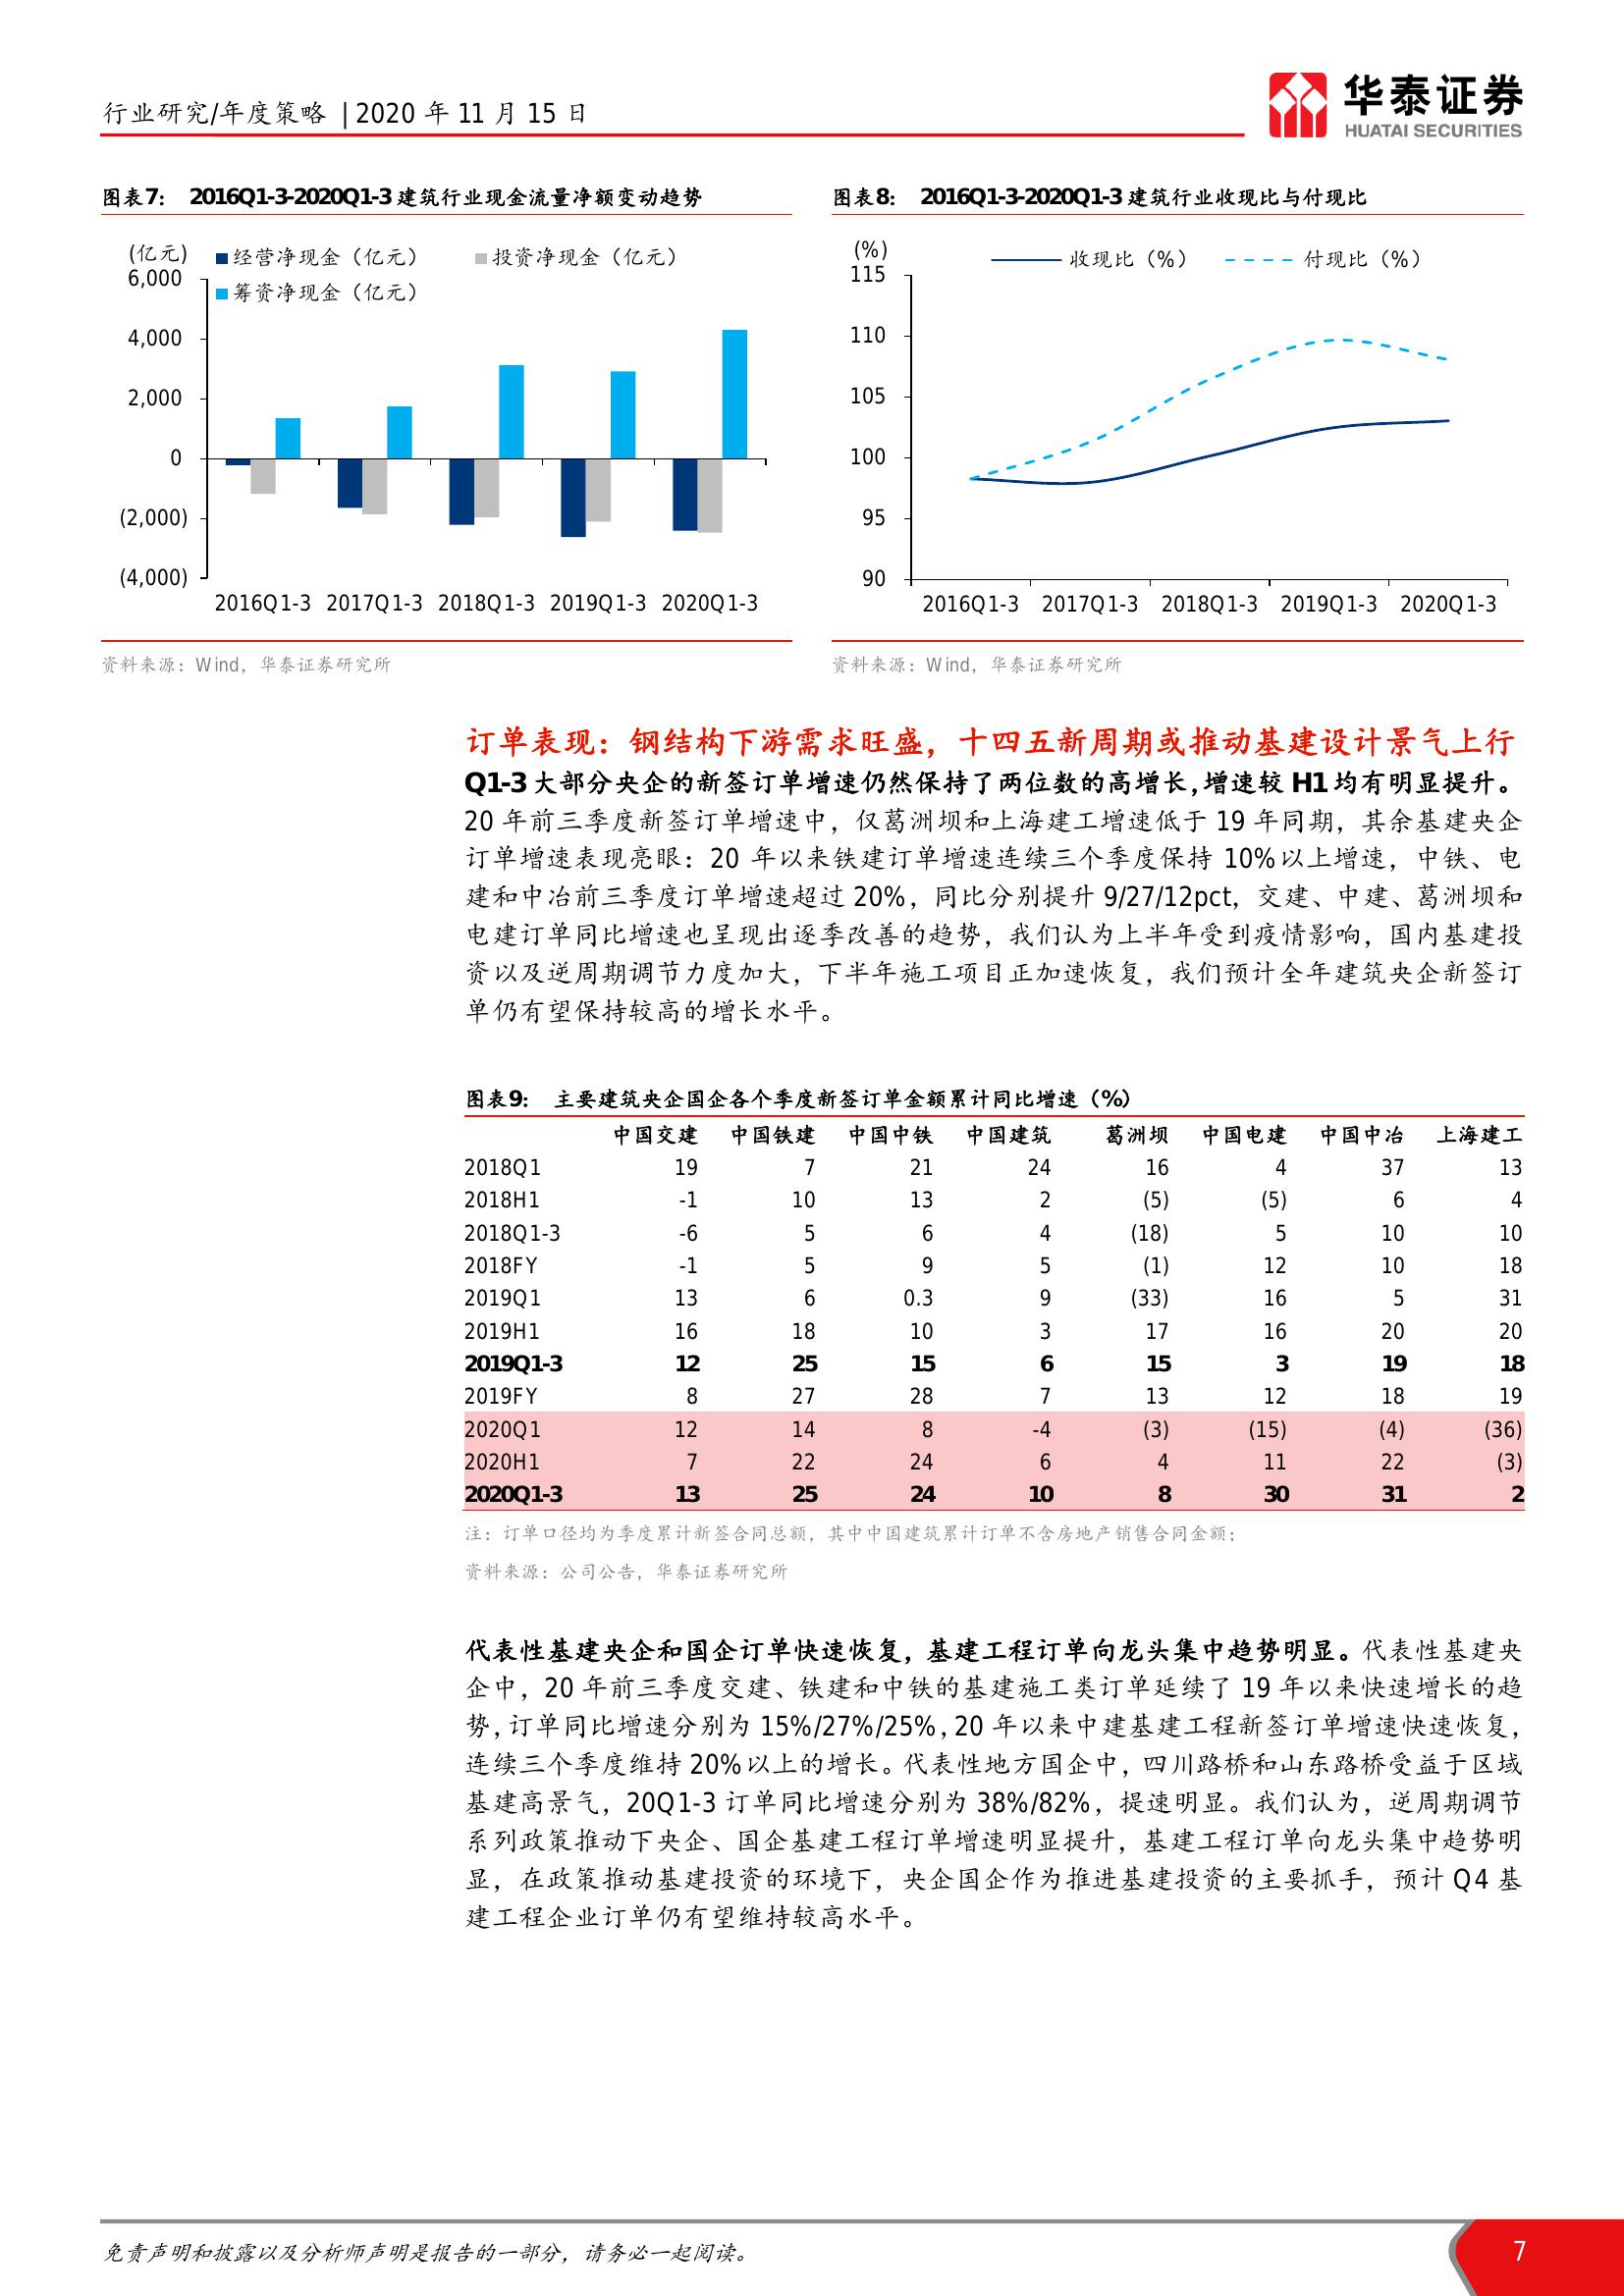 行业研究/年度策略 | 2020 年 11 月 15 日
华泰证券
HUATAI SECURITIES
图表7： 2016Q1-3-2020Q1-3 建筑行业现金流量净额变动趋势
(亿元)
经营净现金（亿元） 投资净现金（亿元）
筹资净现金（亿元）
6,000
4,000
2,000
0
(2,000)
(4,000)
2016Q1-3 2017Q1-3 2018Q1-3 2019Q1-3 2020Q1-3
资料来源：Wind，华泰证券研究所
图表8： 2016Q1-3-2020Q1-3 建筑行业收现比与付现比
(%)
收现比（%） 付现比（%）
115
110
105
100
95
90
2016Q1-3 2017Q1-3 2018Q1-3 2019Q1-3 2020Q1-3
资料来源：Wind，华泰证券研究所
订单表现：钢结构下游需求旺盛，十四五新周期或推动基建设计景气上行
Q1-3 大部分央企的新签订单增速仍然保持了两位数的高增长，增速较 H1 均有明显提升。
20 年前三季度新签订单增速中，仅葛洲坝和上海建工增速低于 19 年同期，其余基建央企
订单增速表现亮眼：20 年以来铁建订单增速连续三个季度保持 10%以上增速，中铁、电
建和中冶前三季度订单增速超过 20%，同比分别提升 9/27/12pct，交建、中建、葛洲坝和
电建订单同比增速也呈现出逐季改善的趋势，我们认为上半年受到疫情影响，国内基建投
资以及逆周期调节力度加大，下半年施工项目正加速恢复，我们预计全年建筑央企新签订
单仍有望保持较高的增长水平。
图表9： 主要建筑央企国企各个季度新签订单金额累计同比增速（%）
中国交建 中国铁建 中国中铁 中国建筑 葛洲坝 中国电建 中国中冶 上海建工
2018Q1 19 7 21 24 16 4 37 13
2018H1 -1 10 13 2 (5) (5) 6 4
2018Q1-3 -6 5 6 4 (18) 5 10 10
2018FY -1 5 9 5 (1) 12 10 18
2019Q1 13 6 0.3 9 (33) 16 5 31
2019H1 16 18 10 3 17 16 20 20
2019Q1-3 12 25 15 6 15 3 19 18
2019FY 8 27 28 7 13 12 18 19
2020Q1 12 14 8 -4 (3) (15) (4) (36)
2020H1 7 22 24 6 4 11 22 (3)
2020Q1-3 13 25 24 10 8 30 31 2
注：订单口径均为季度累计新签合同总额，其中中国建筑累计订单不含房地产销售合同金额；
资料来源：公司公告，华泰证券研究所
代表性基建央企和国企订单快速恢复，基建工程订单向龙头集中趋势明显。代表性基建央
企中，20 年前三季度交建、铁建和中铁的基建施工类订单延续了 19 年以来快速增长的趋
势，订单同比增速分别为 15%/27%/25%，20 年以来中建基建工程新签订单增速快速恢复，
连续三个季度维持 20%以上的增长。代表性地方国企中，四川路桥和山东路桥受益于区域
基建高景气，20Q1-3 订单同比增速分别为 38%/82%，提速明显。我们认为，逆周期调节
系列政策推动下央企、国企基建工程订单增速明显提升，基建工程订单向龙头集中趋势明
显，在政策推动基建投资的环境下，央企国企作为推进基建投资的主要抓手，预计 Q4 基
建工程企业订单仍有望维持较高水平。
免责声明和披露以及分析师声明是报告的一部分，请务必一起阅读。
7